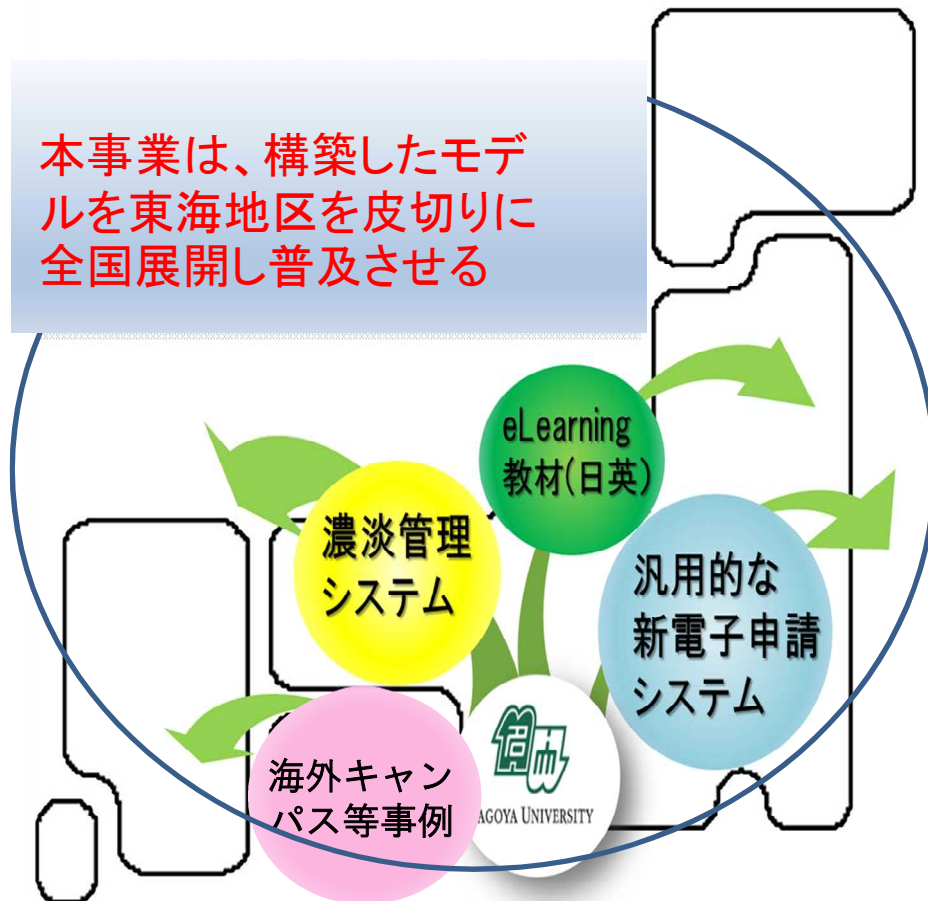 本事業は、構築したモデ
ルを東海地区を皮切りに
全国展開し普及させる
eLearning
教材(日英)
濃淡管理
システム
汎用的な
新電子申請
システム
海外キャン
パス等事例
AGOYA UNIVERSITY